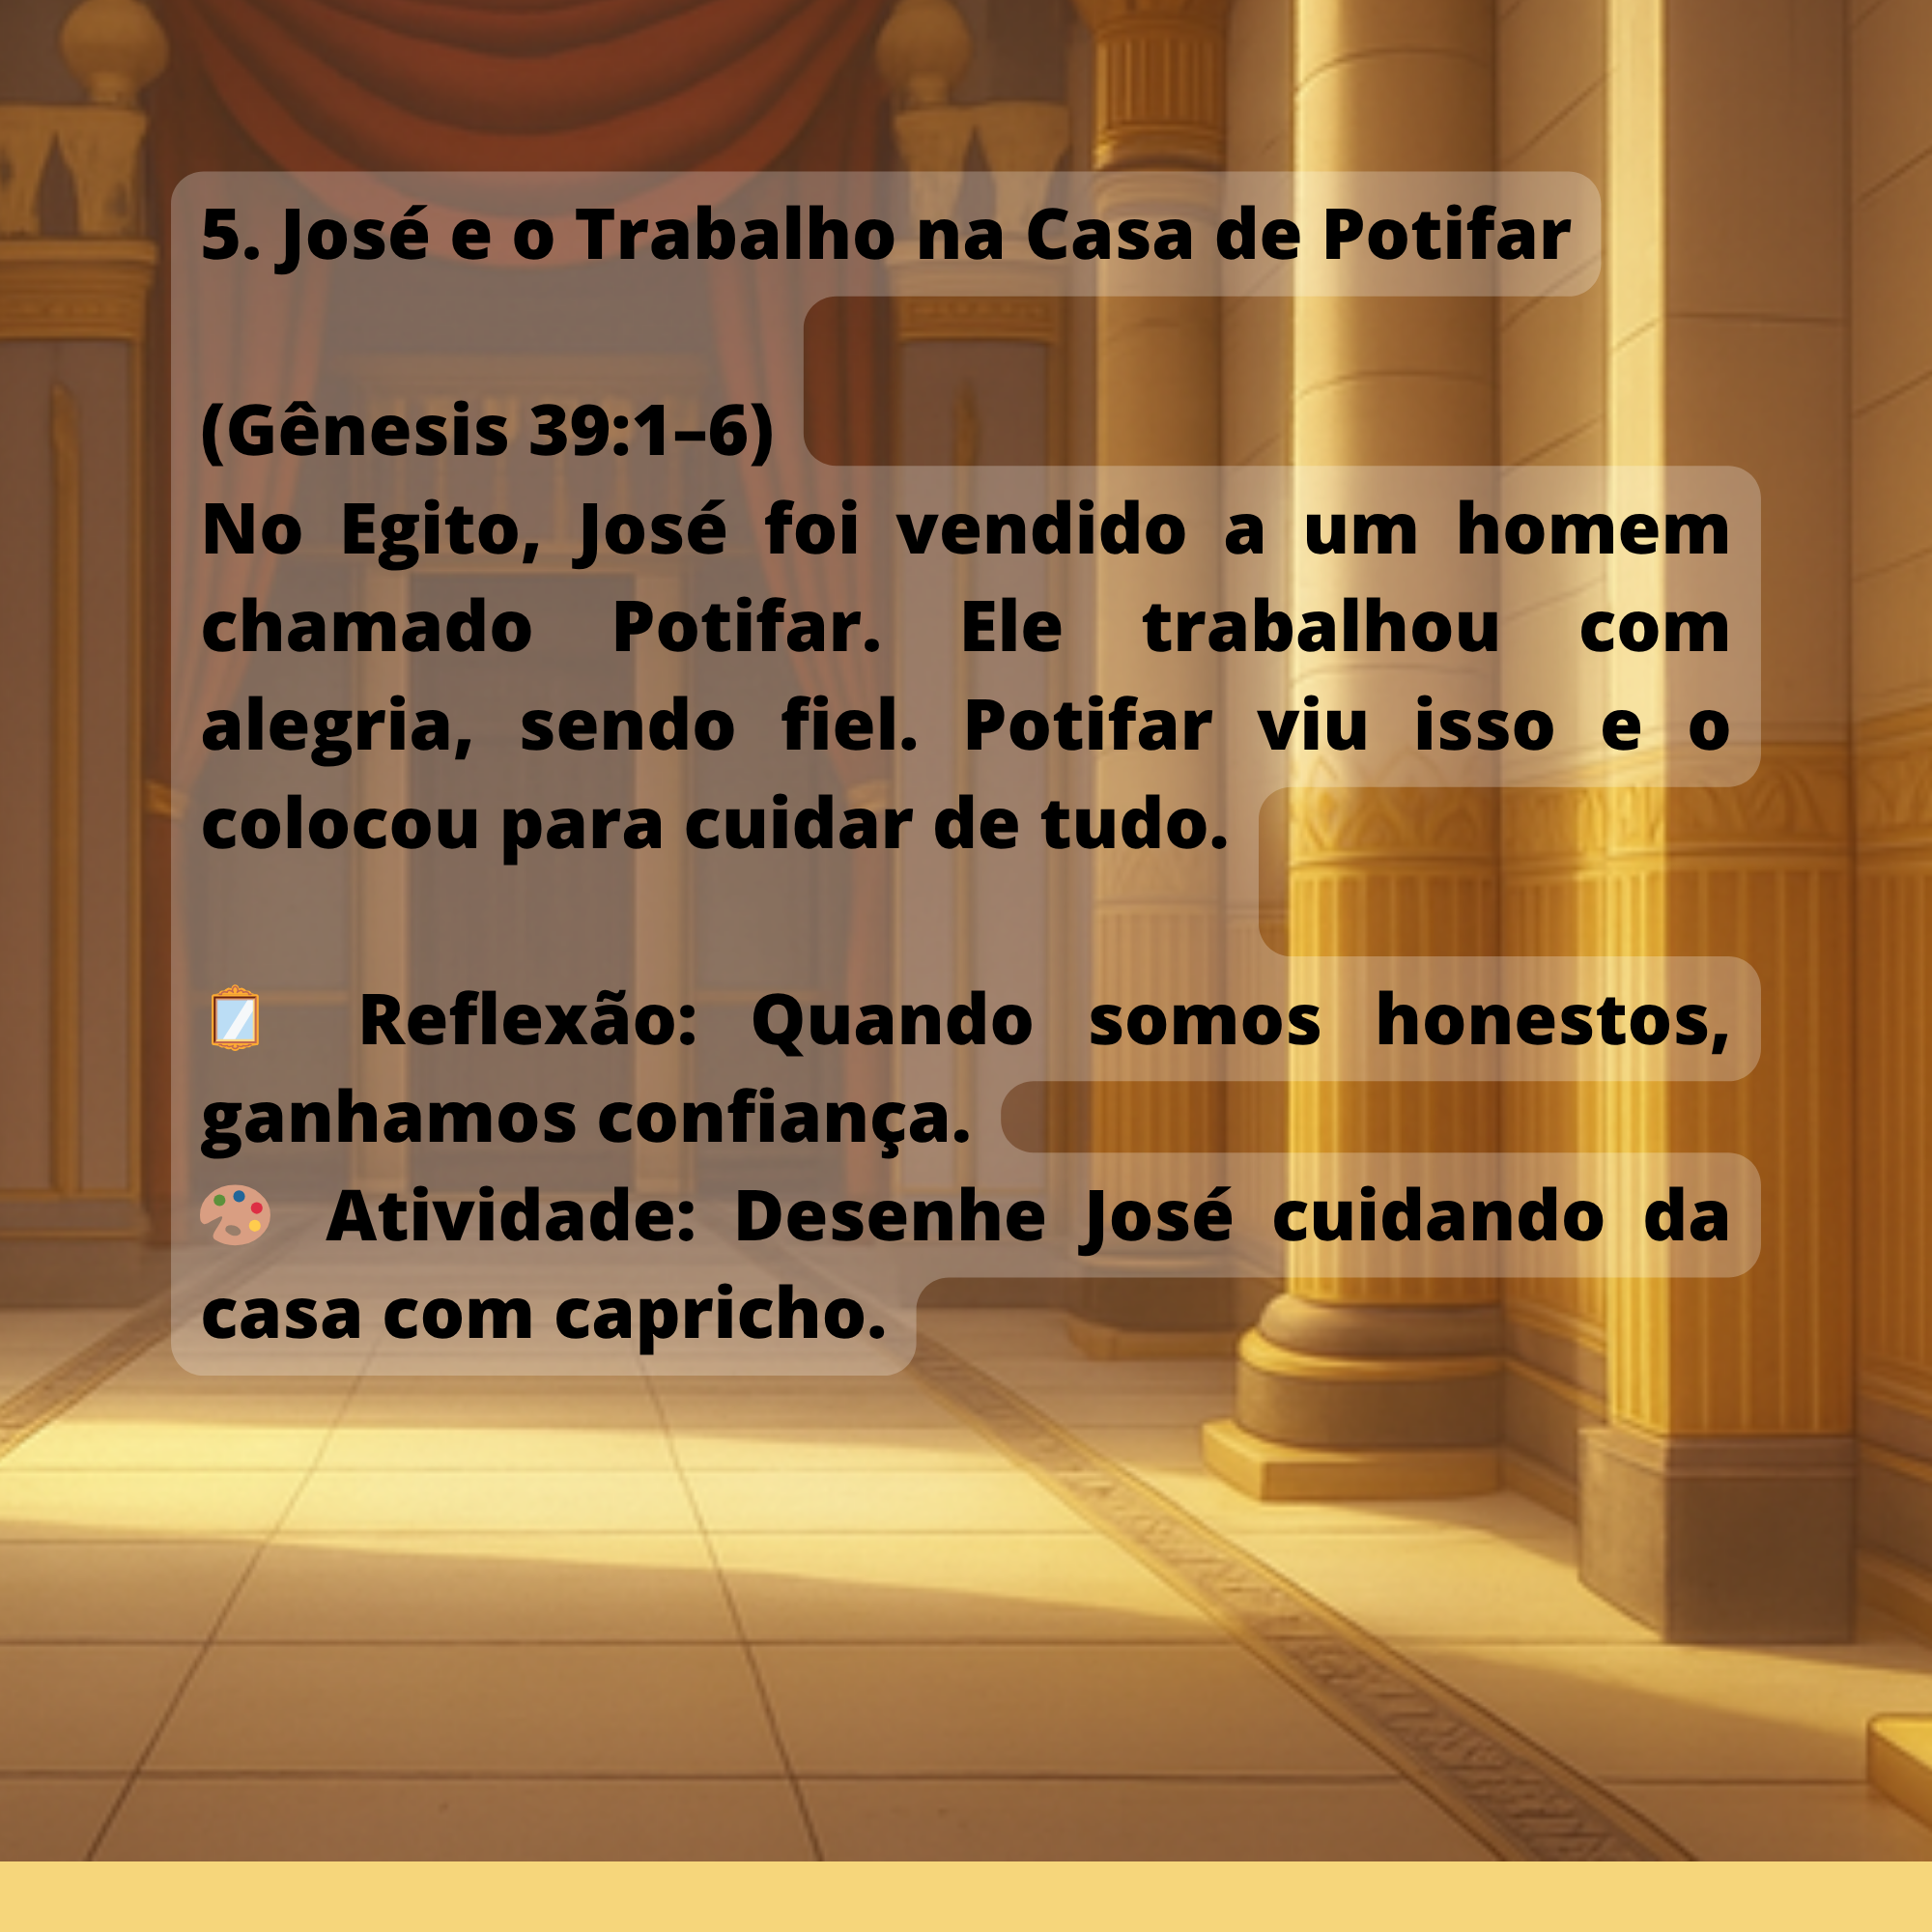 5. José e o Trabalho na Casa de Potifar
(Gênesis 39:1–6)
No Egito, José foi vendido a um homem
chamado Potifar. Ele trabalhou com
alegria, sendo fiel. Potifar viu isso e o
colocou para cuidar de tudo.
🪞 Reflexão: Quando somos honestos,
ganhamos confiança.
🎨 Atividade: Desenhe José cuidando da
casa com capricho.